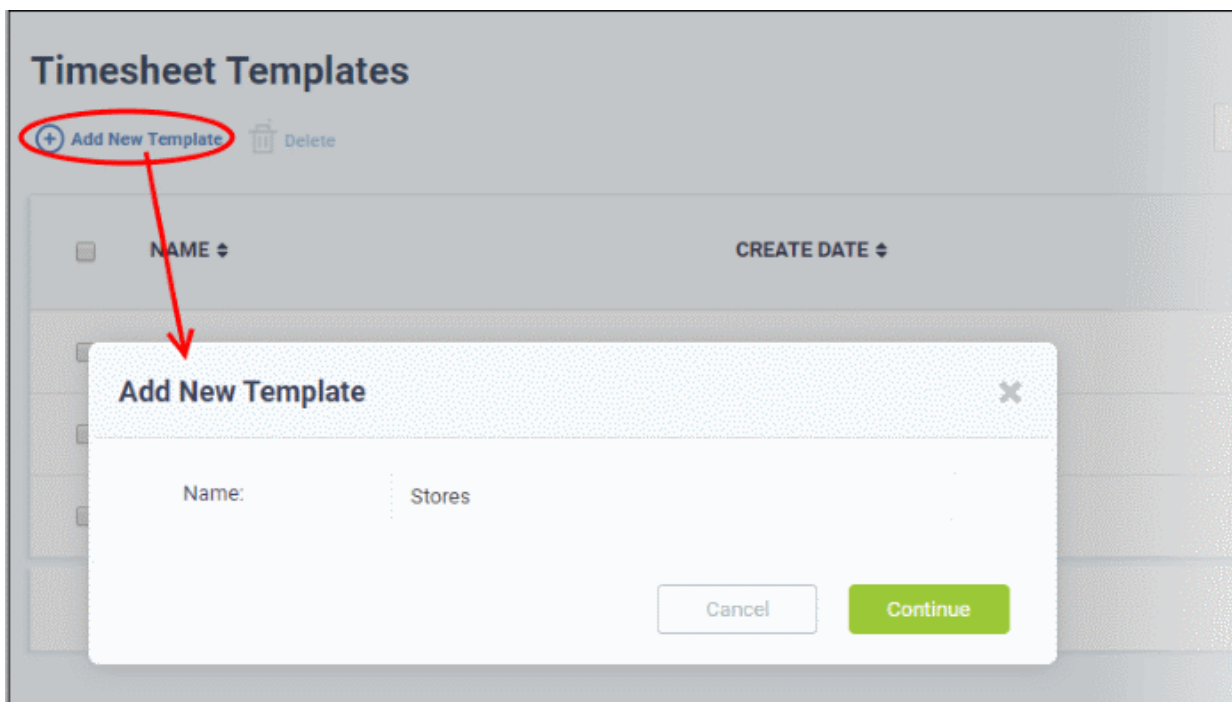 Timesheet Templates
Add New Template Delete
NAME CREATE DATE
Add New Template
Name: Stores
Cancel Continue